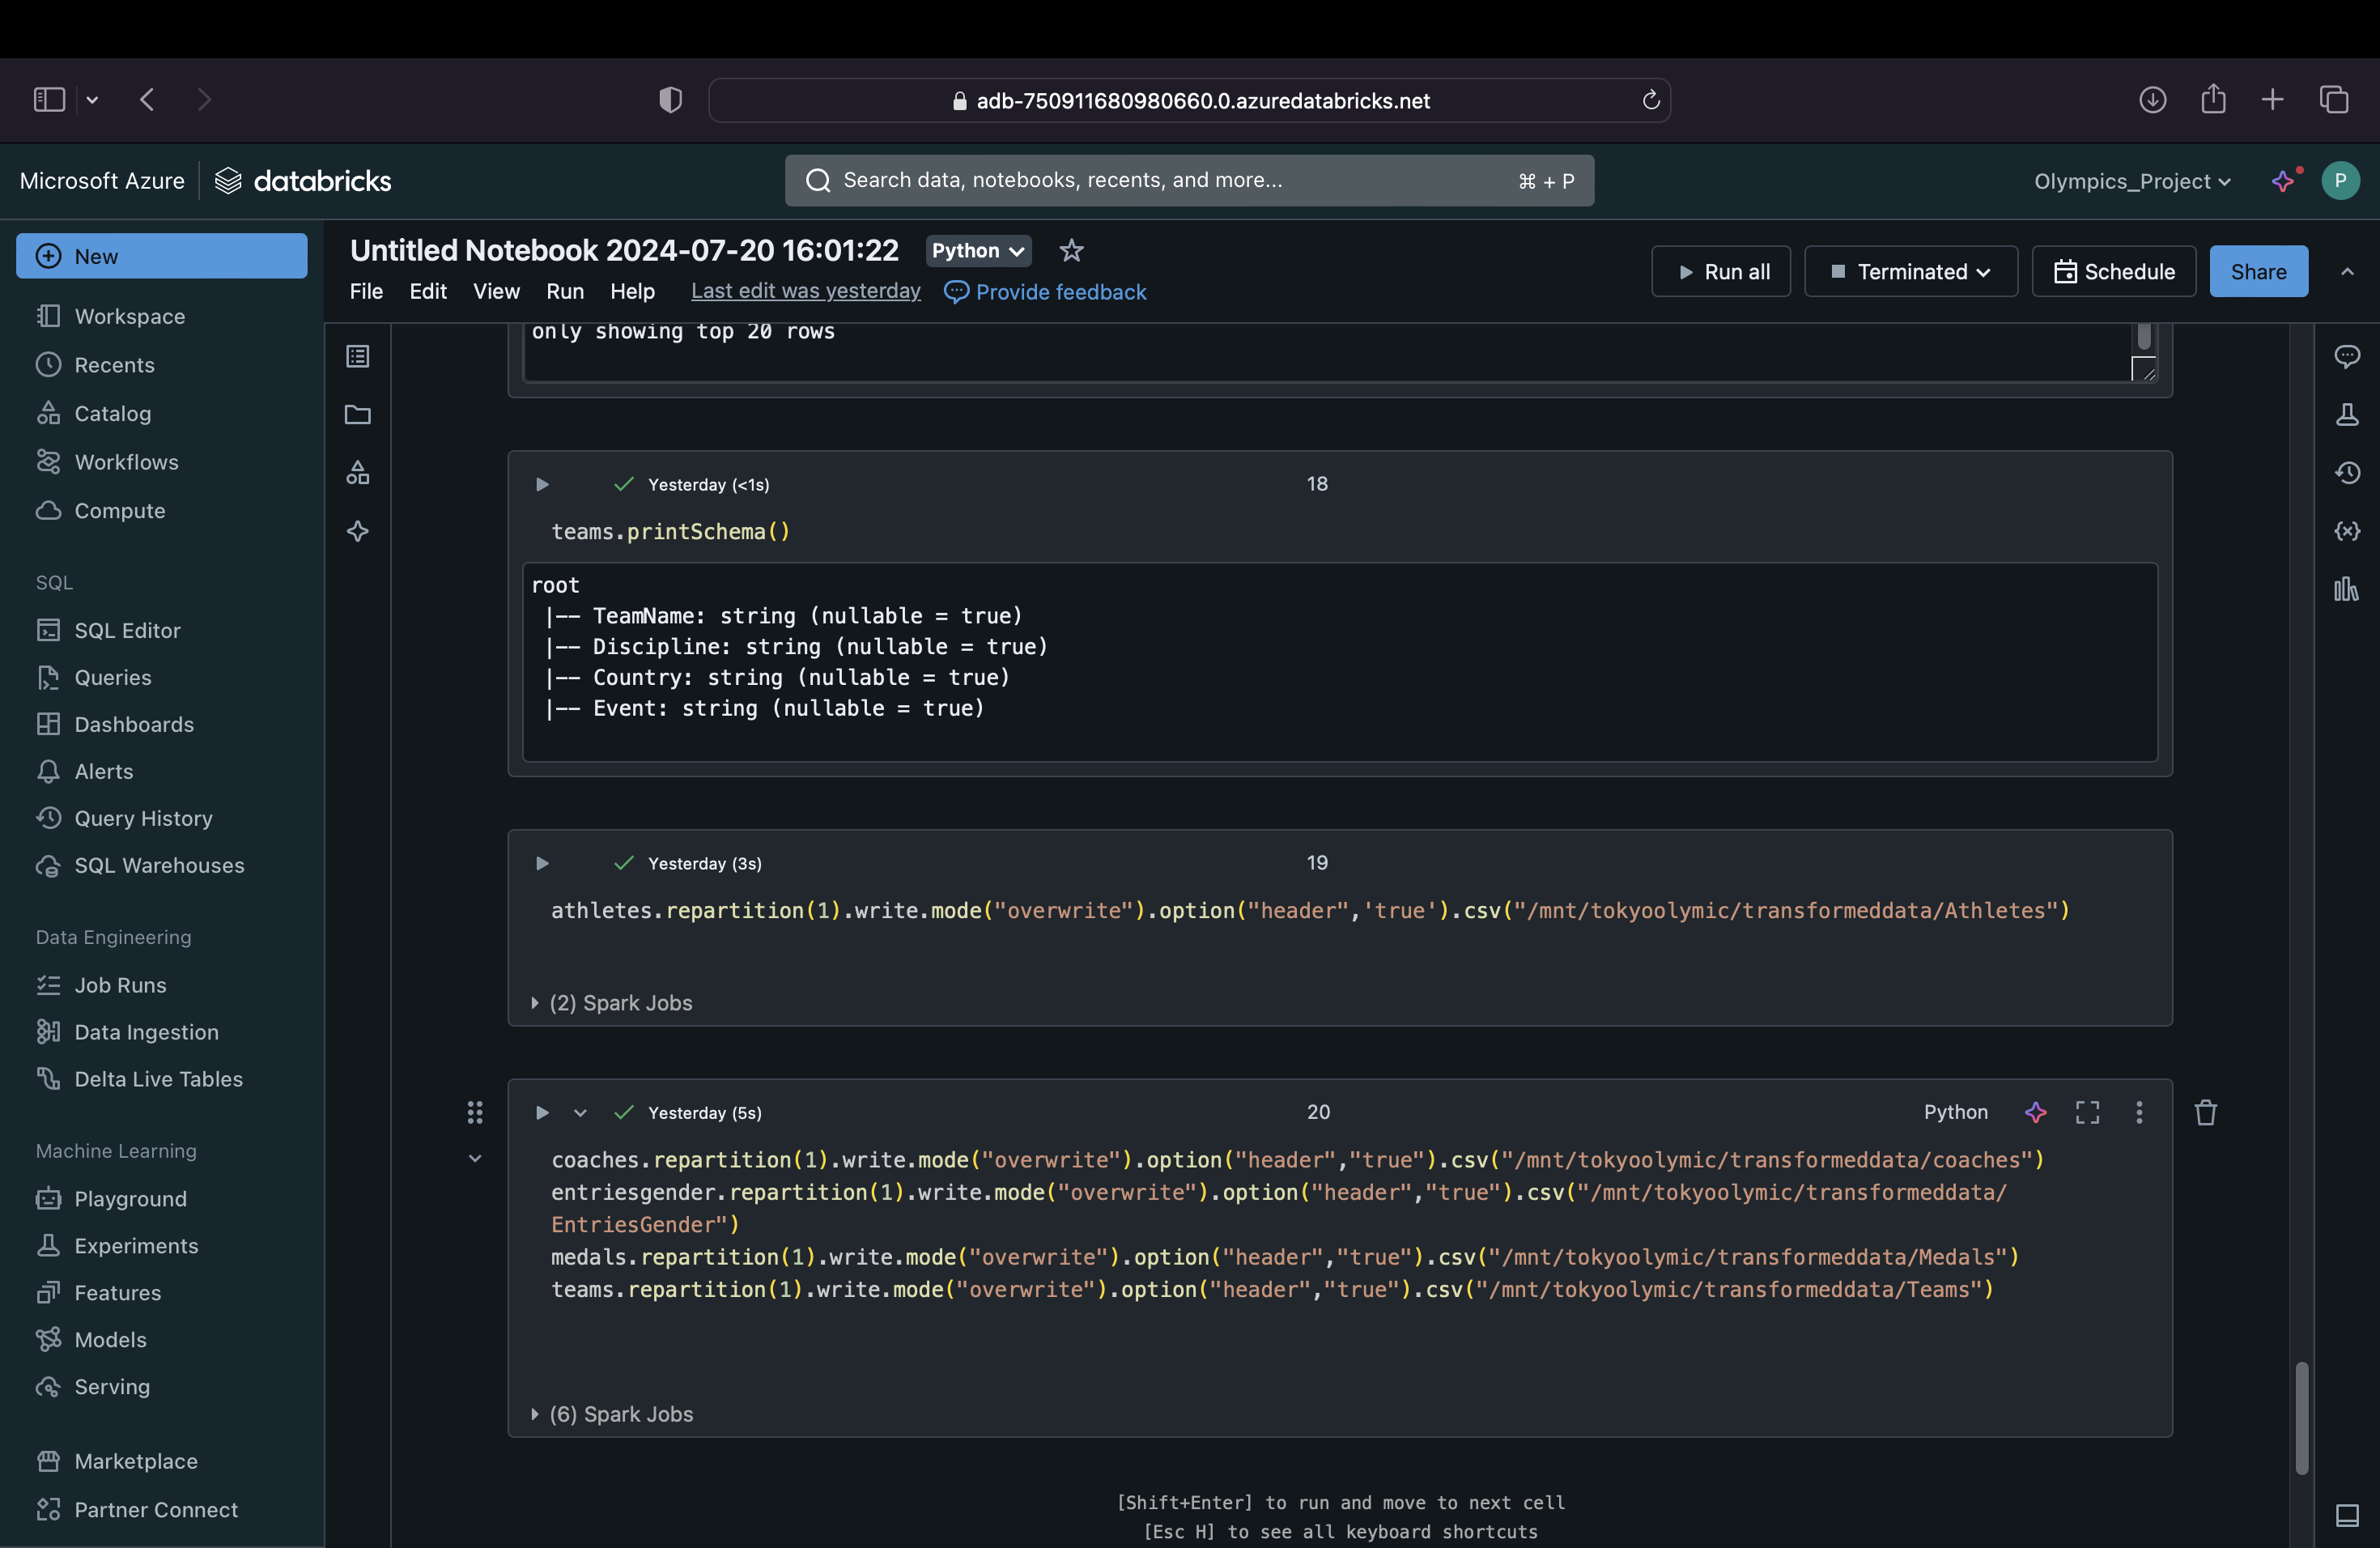 adb-750911680980660.0.azuredatabricks.net
Microsoft Azure databricks
Search data, notebooks, recents, and more... ⌘ + P
Olympics_Project
P
New
Workspace
Recents
Catalog
Workflows
Compute
SQL
SQL Editor
Queries
Dashboards
Alerts
Query History
SQL Warehouses
Data Engineering
Job Runs
Data Ingestion
Delta Live Tables
Machine Learning
Playground
Experiments
Features
Models
Serving
Marketplace
Partner Connect
Untitled Notebook 2024-07-20 16:01:22 Python
File Edit View Run Help Last edit was yesterday Provide feedback
Run all Terminated Schedule Share
only showing top 20 rows
Yesterday (<1s) 18
teams.printSchema()
root
|-- TeamName: string (nullable = true)
|-- Discipline: string (nullable = true)
|-- Country: string (nullable = true)
|-- Event: string (nullable = true)
Yesterday (3s) 19
athletes.repartition(1).write.mode("overwrite").option("header",'true').csv("/mnt/tokyoolymic/transformeddata/Athletes")
(2) Spark Jobs
Yesterday (5s) 20 Python
coaches.repartition(1).write.mode("overwrite").option("header","true").csv("/mnt/tokyoolymic/transformeddata/coaches")
entriesgender.repartition(1).write.mode("overwrite").option("header","true").csv("/mnt/tokyoolymic/transformeddata/
EntriesGender")
medals.repartition(1).write.mode("overwrite").option("header","true").csv("/mnt/tokyoolymic/transformeddata/Medals")
teams.repartition(1).write.mode("overwrite").option("header","true").csv("/mnt/tokyoolymic/transformeddata/Teams")
(6) Spark Jobs
[Shift+Enter] to run and move to next cell
[Esc H] to see all keyboard shortcuts